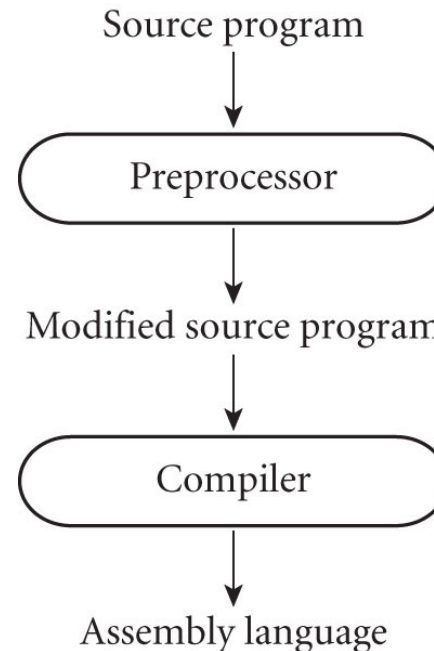 Source program
Preprocessor
Modified source program
Compiler
Assembly language